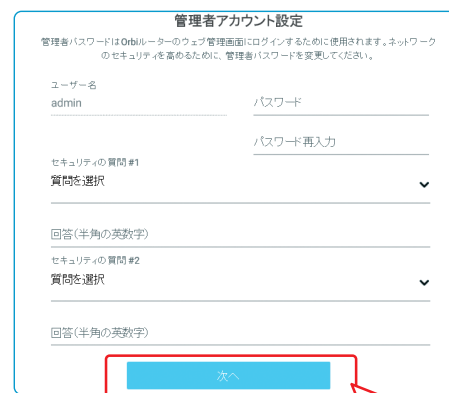 管理者アカウント設定
管理者パスワードはOrbiルーターのウェブ管理画面にログインするために使用されます。ネットワーク
のセキュリティを高めるために、管理者パスワードを変更してください。
ユーザー名
admin
パスワード
パスワード再入力
セキュリティの質問 #1
質問を選択
回答(半角の英数字)
セキュリティの質問 #2
質問を選択
回答(半角の英数字)
次へ